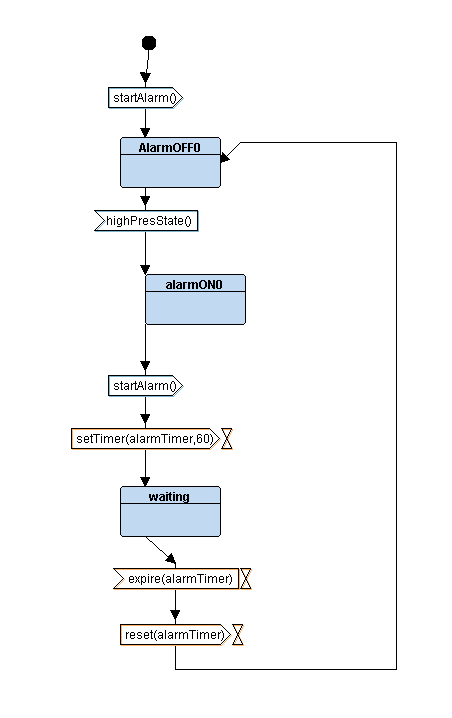 startAlarm()
AlarmOFF0
highPresState()
alarmON0
startAlarm()
setTimer(alarmTimer,60)
waiting
expire(alarmTimer)
reset(alarmTimer)